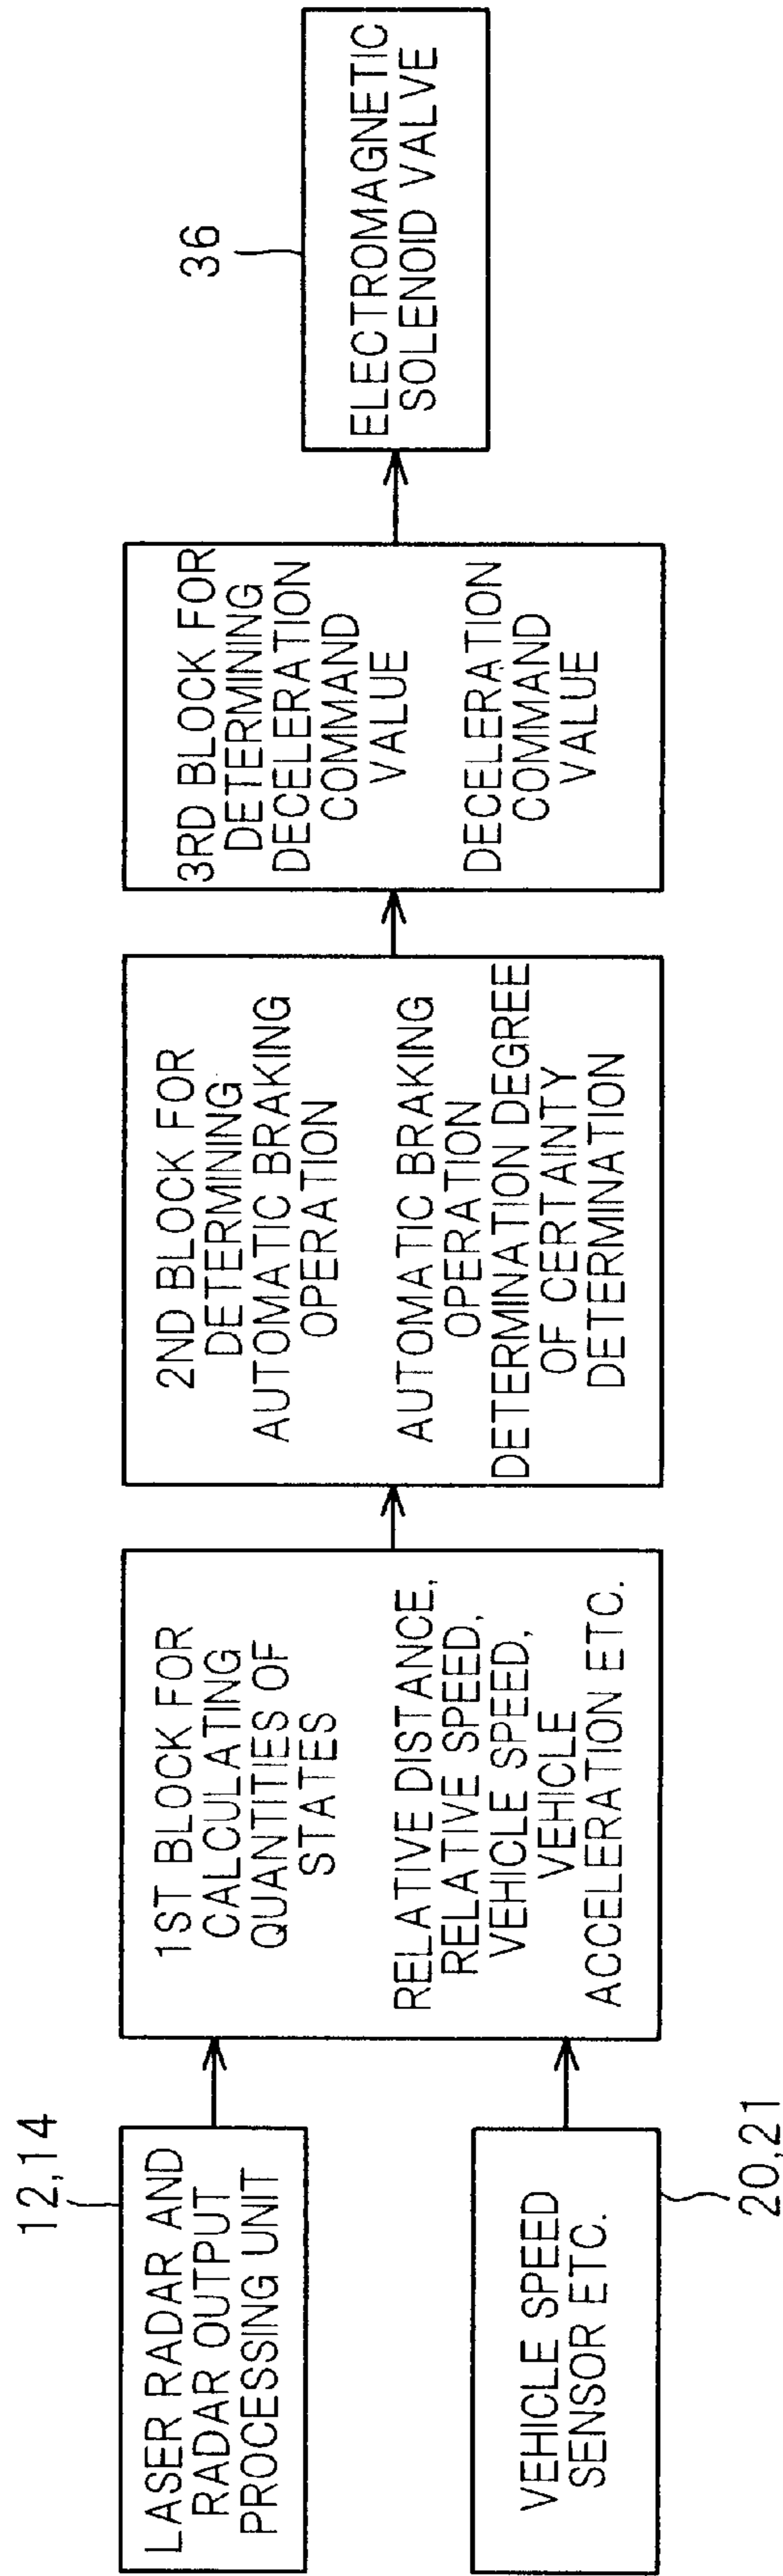 12,14
LASER RADAR AND
RADAR OUTPUT
PROCESSING UNIT
VEHICLE SPEED
SENSOR ETC.
20,21
1ST BLOCK FOR
CALCULATING
QUANTITIES OF
STATES
RELATIVE DISTANCE,
RELATIVE SPEED,
VEHICLE SPEED,
VEHICLE
ACCELERATION ETC.
2ND BLOCK FOR
DETERMINING
AUTOMATIC BRAKING
OPERATION
AUTOMATIC BRAKING
OPERATION
DETERMINATION DEGREE
OF CERTAINTY
DETERMINATION
3RD BLOCK FOR
DETERMINING
DECELERATION
COMMAND
VALUE
DECELERATION
COMMAND
VALUE
36
ELECTROMAGNETIC
SOLENOID VALVE